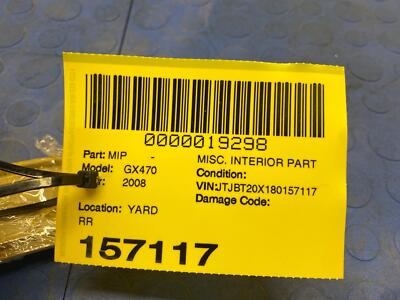 0000019298
Part: MIP - MISC. INTERIOR PART
Model: GX470 Condition:
2008 VIN:JTJBT20X180157117
Damage Code:
Location: YARD
RR
157117